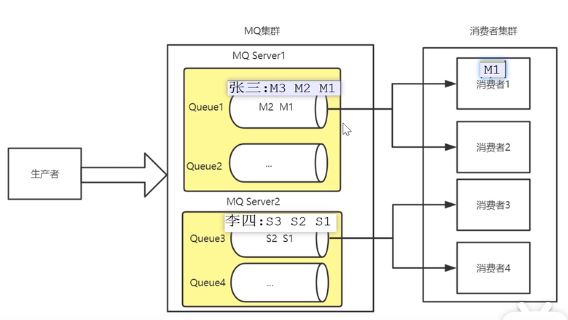 MQ集群
消费者集群
MQ Server1
张三:M3 M2 M1
Queue1
M2 M1
Queue2
...
MQ Server2
李四:S3 S2 S1
Queue3
S2 S1
Queue4
...
生产者
M1
消费者1
消费者2
消费者3
消费者4